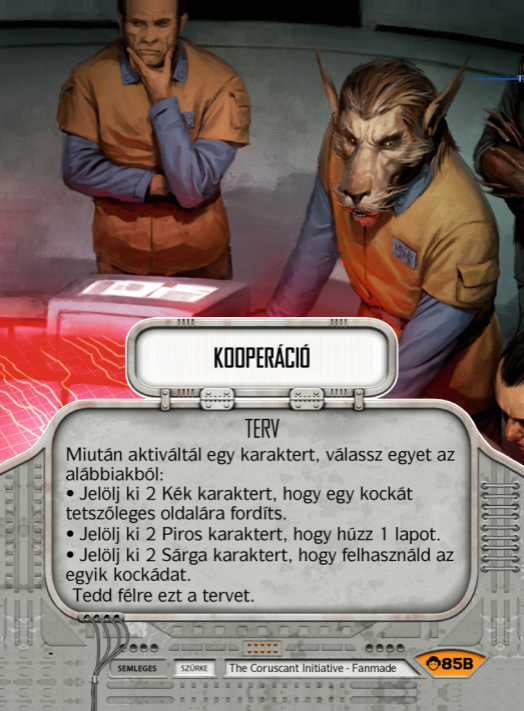 KOOPERÁCIÓ
TERV
Miután aktiváltál egy karaktert, válassz egyet az
alábbiakból:
• Jelölj ki 2 Kék karaktert, hogy egy kockát
tetszőleges oldalára fordíts.
• Jelölj ki 2 Piros karaktert, hogy húzz 1 lapot.
• Jelölj ki 2 Sárga karaktert, hogy felhasználd az
egyik kockádat.
Tedd félre ezt a tervet.
SEMLEGES SZÜRKE The Coruscant Initiative - Fanmade 85B